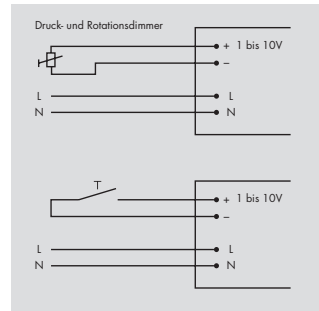 Druck- und Rotationsdimmer
+ 1 bis 10V
–
L L
N N
T
+ 1 bis 10V
–
L L
N N